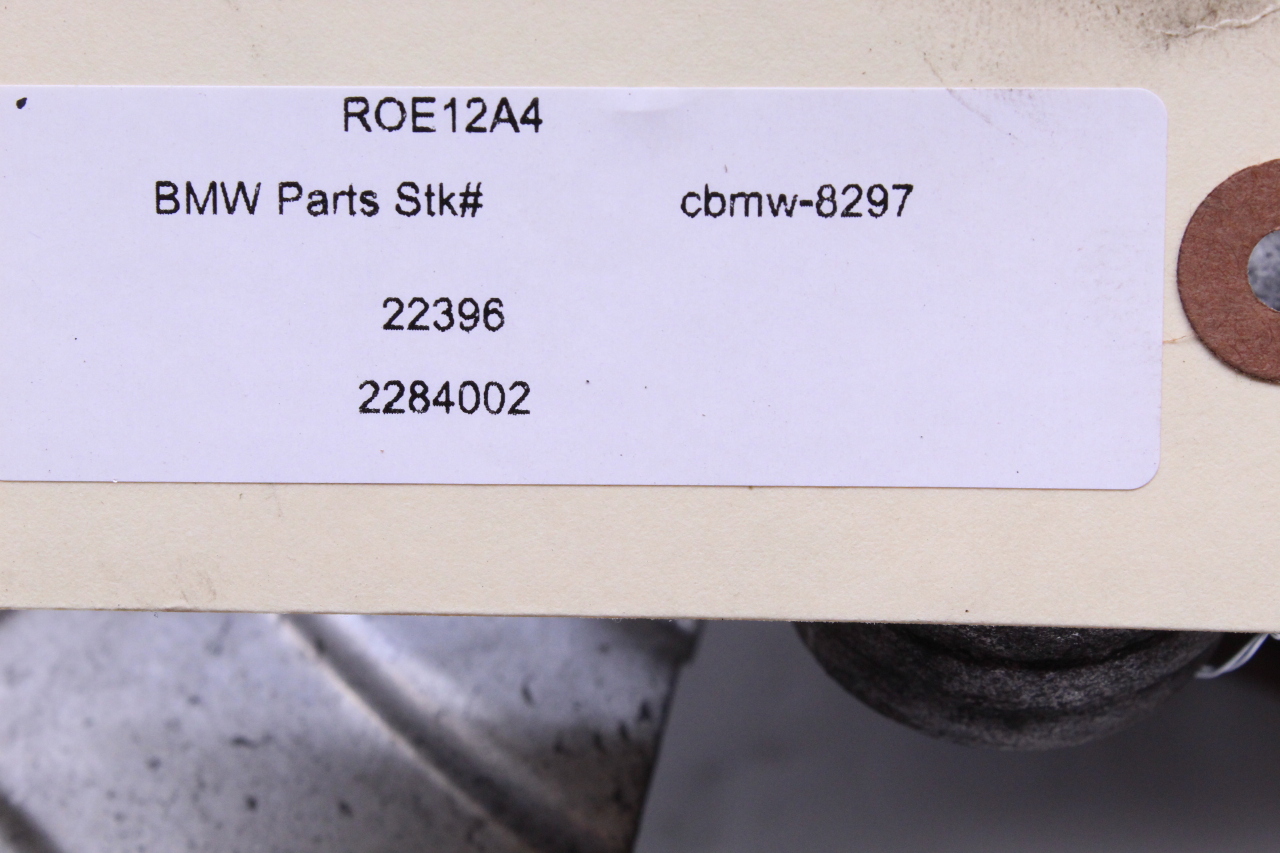 ROE12A4
BMW Parts Stk# cbmw-8297
22396
2284002